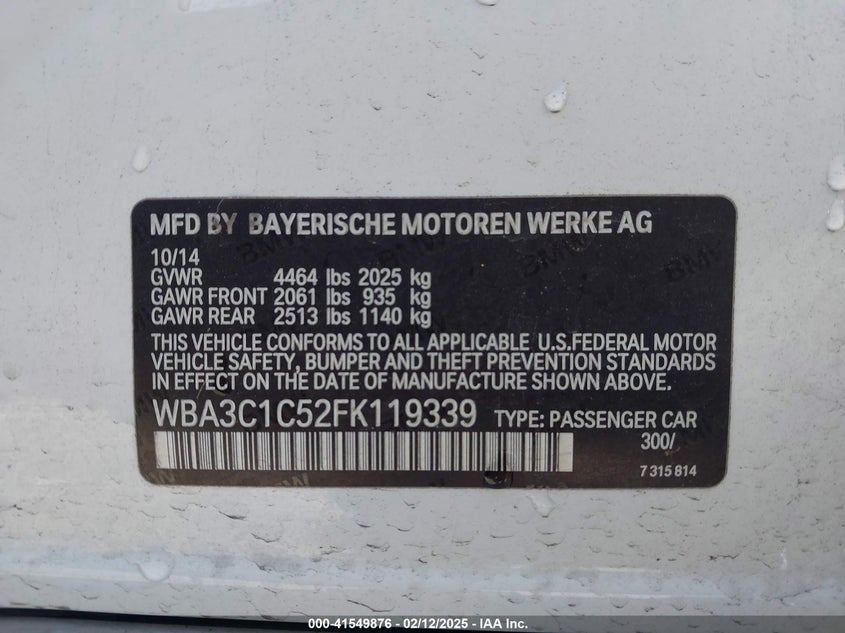 MFD BY BAYERISCHE MOTOREN WERKE AG
10/14
GVWR 4464 lbs 2025 kg
GAWR FRONT 2061 lbs 935 kg
GAWR REAR 2513 lbs 1140 kg
THIS VEHICLE CONFORMS TO ALL APPLICABLE U.S.FEDERAL MOTOR
VEHICLE SAFETY, BUMPER AND THEFT PREVENTION STANDARDS
IN EFFECT ON THE DATE OF MANUFACTURE SHOWN ABOVE.
WBA3C1C52FK119339 TYPE: PASSENGER CAR
300/
7 315 814
000-41549876 - 02/12/2025 - IAA Inc.